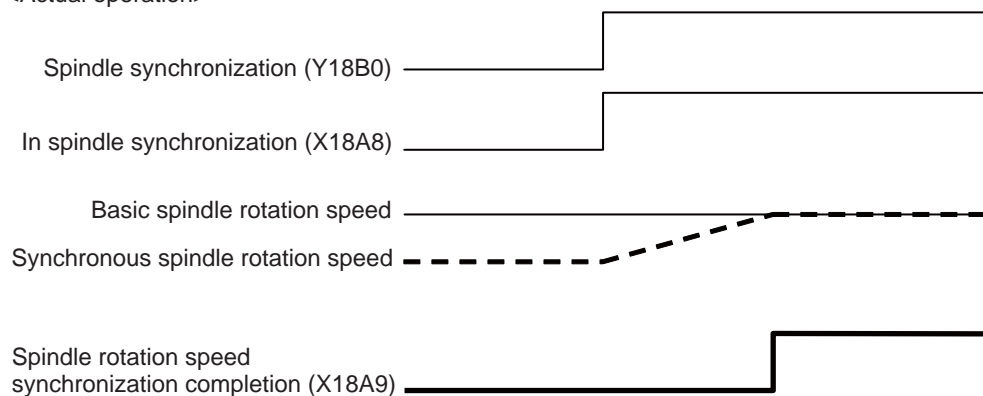 <Actual operation>
Spindle synchronization (Y18B0)
In spindle synchronization (X18A8)
Basic spindle rotation speed
Synchronous spindle rotation speed
Spindle rotation speed
synchronization completion (X18A9)